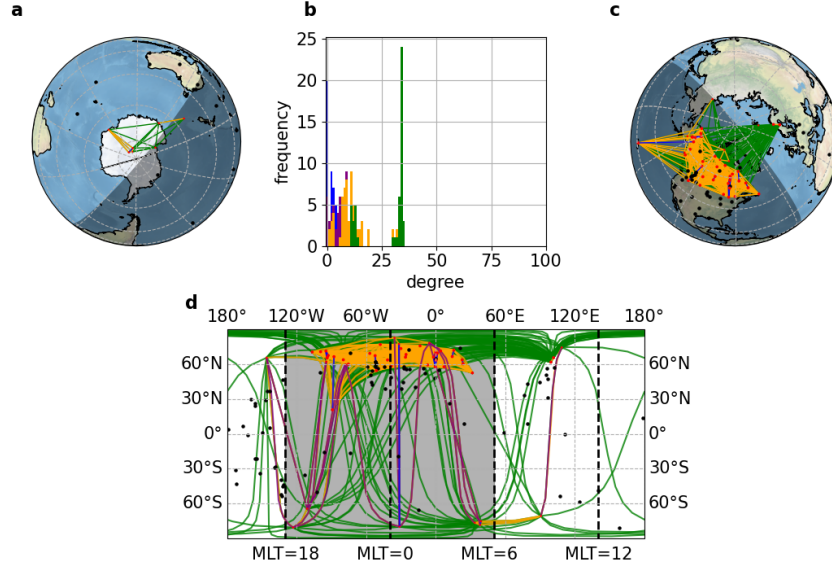 a
b
c
25
20
15
10
5
0
frequency
0
25
50
75
100
degree
d
180°
120°W
60°W
0°
60°E
120°E
180°
60°N
60°N
30°N
30°N
0°
0°
30°S
30°S
60°S
60°S
MLT=18
MLT=0
MLT=6
MLT=12